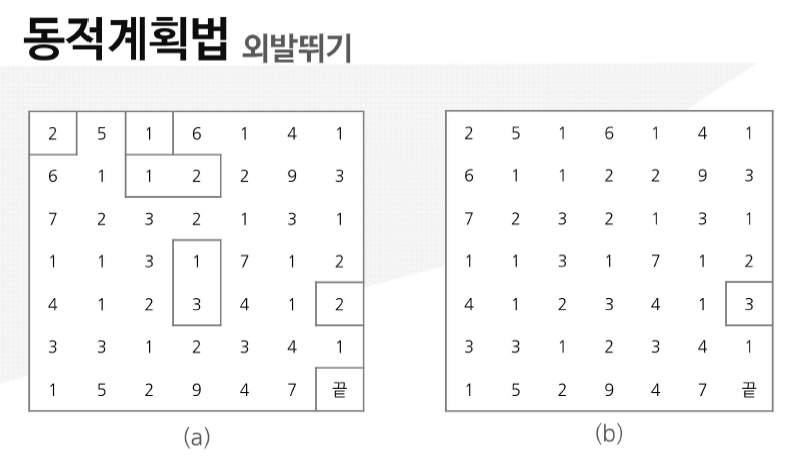 동적계획법 외발뛰기
2 5 1 6 1 4 1
6 1 1 2 2 9 3
7 2 3 2 1 3 1
1 1 3 1 7 1 2
4 1 2 3 4 1 2
3 3 1 2 3 4 1
1 5 2 9 4 7 끝
(a)
2 5 1 6 1 4 1
6 1 1 2 2 9 3
7 2 3 2 1 3 1
1 1 3 1 7 1 2
4 1 2 3 4 1 3
3 3 1 2 3 4 1
1 5 2 9 4 7 끝
(b)